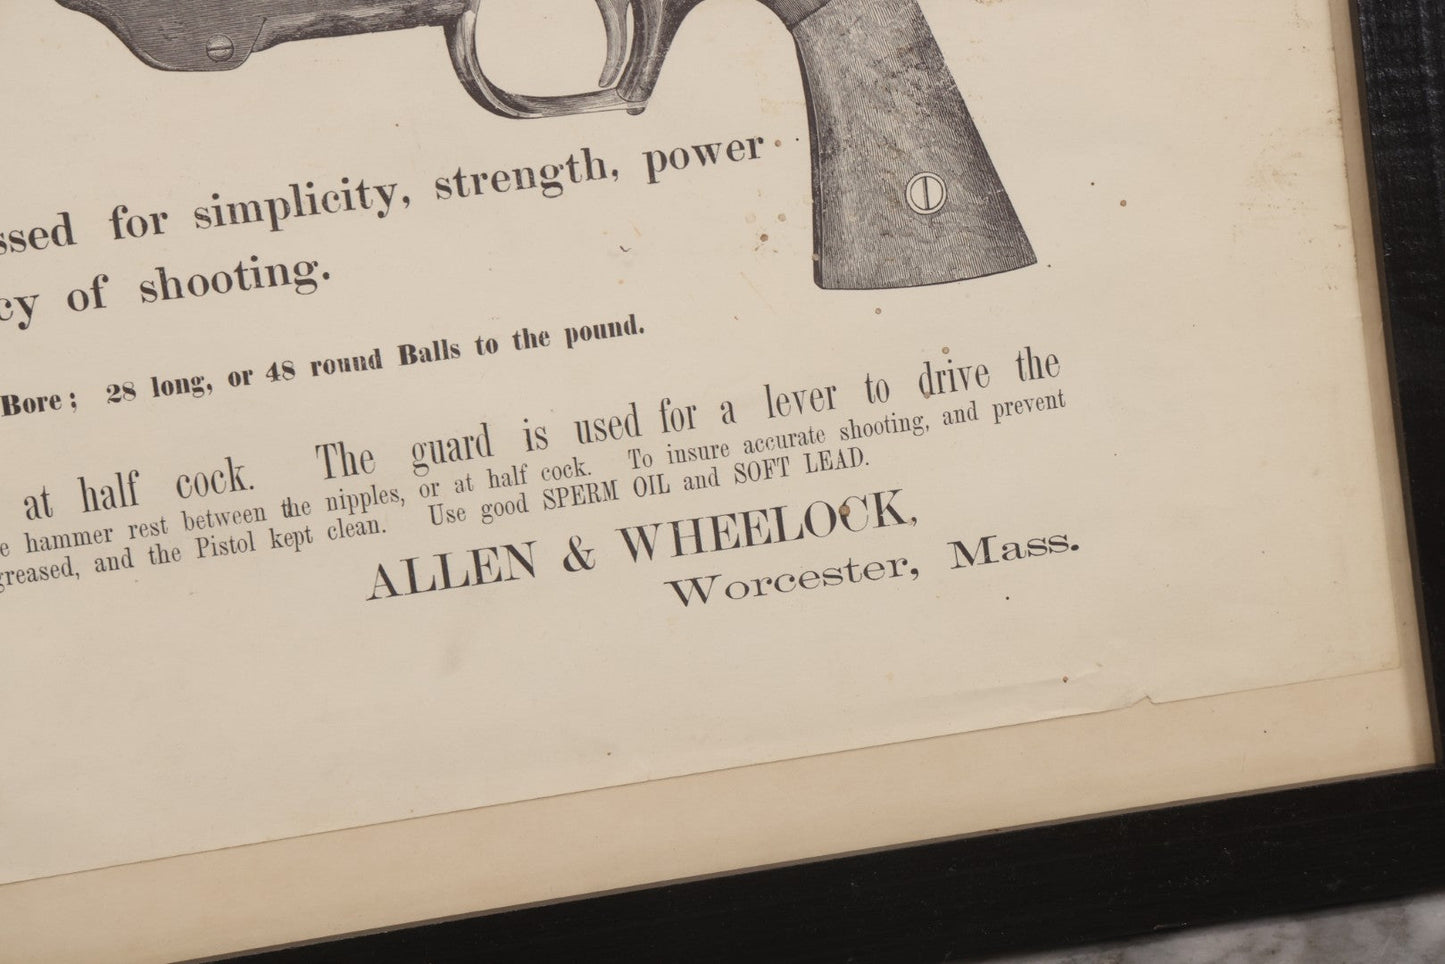 ssed for simplicity, strength, power
cy of shooting.
Bore; 28 long, or 48 round Balls to the pound.
at half cock. The guard is used for a lever to drive the
e hammer rest between the nipples, or at half cock. To insure accurate shooting, and prevent
greased, and the Pistol kept clean. Use good SPERM OIL and SOFT LEAD.
ALLEN & WHEELOCK,
Worcester, Mass.